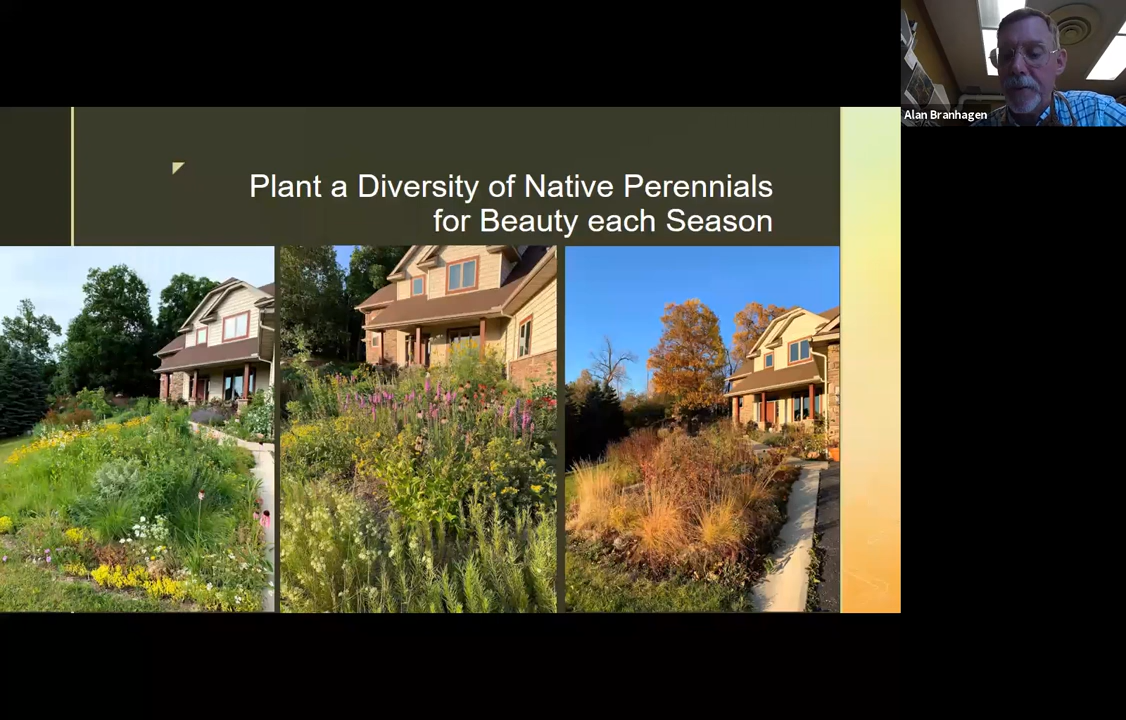 Alan Branhagen
Plant a Diversity of Native Perennials
for Beauty each Season